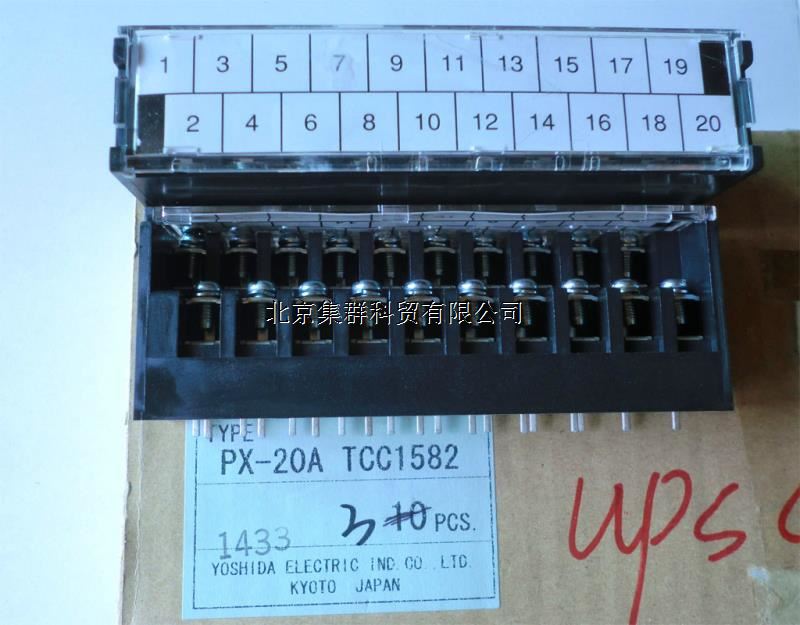 1 3 5 7 9 11 13 15 17 19
2 4 6 8 10 12 14 16 18 20
北京集群科贸有限公司
TYPE
PX-20A TCC1582
3 10 PCS.
1433
YOSHIDA ELECTRIC IND. CO., LTD.
KYOTO JAPAN
UPS
UPS